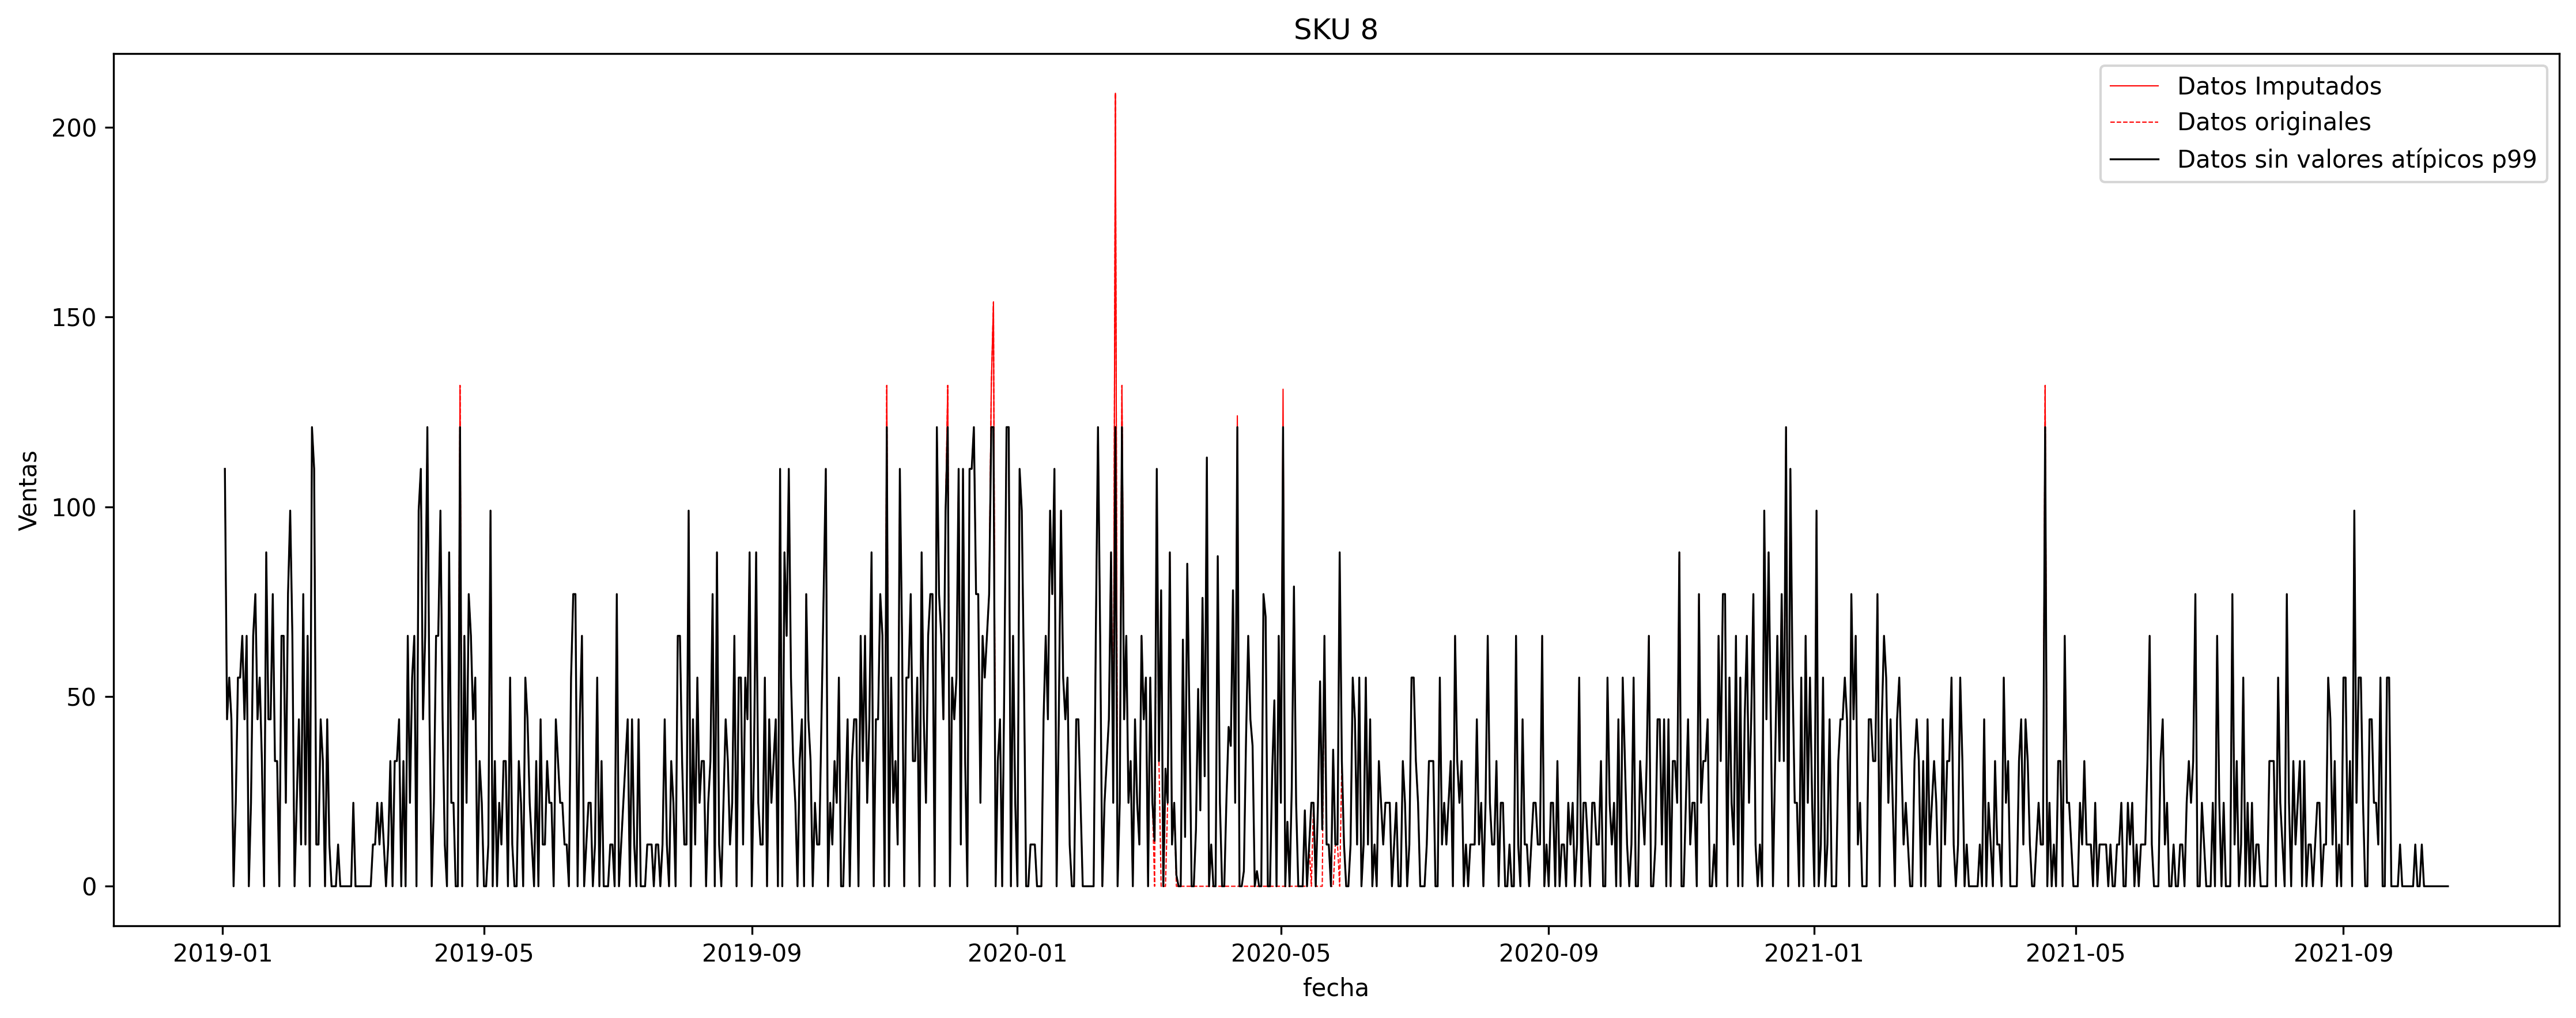 SKU 8
Datos Imputados
Datos originales
Datos sin valores atípicos p99
200
150
100
50
0
Ventas
2019-01 2019-05 2019-09 2020-01 2020-05 2020-09 2021-01 2021-05 2021-09
fecha